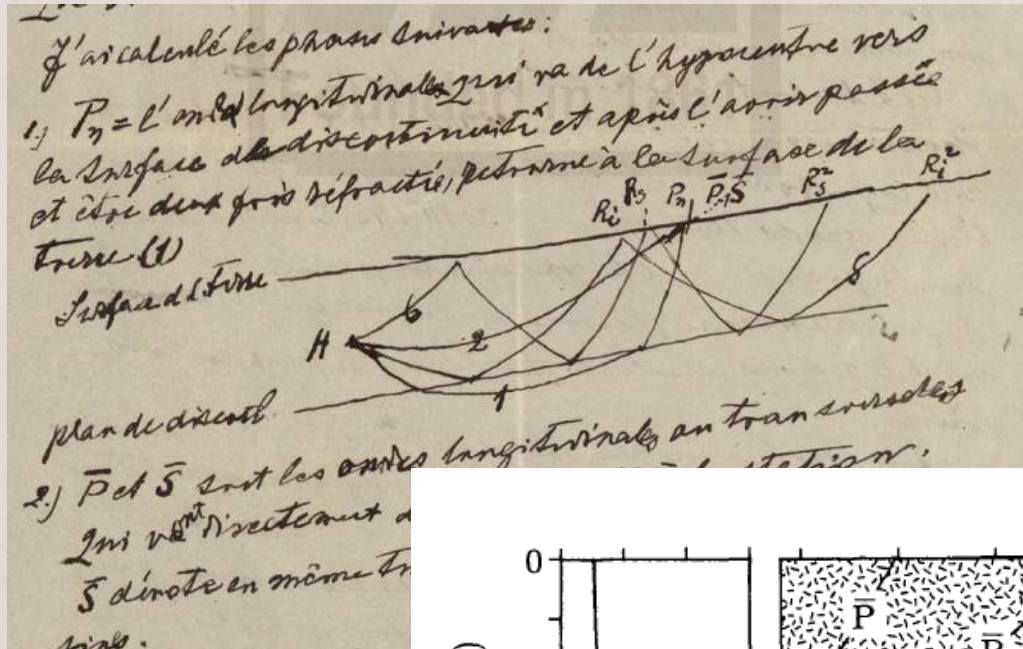 J'ai calculé les phases suivantes:
1.) Pn = l'onde longitudinale qui va de l'hypocentre vers
la surface de discontinuité* et après l'avoir passée
et être deux fois réfractée, retourne à la surface de la
terre (1)
Ri Rs Pn P̄ S̄ Rs² Ri²
Surface d. l. terre
6 8
H 2
1
plan de discont.
2.) P̄ et S̄ sont les ondes longitudinales ou transversales
Qui vont directement
à la station.
S̄ dénote en même
0
P̄
P̄